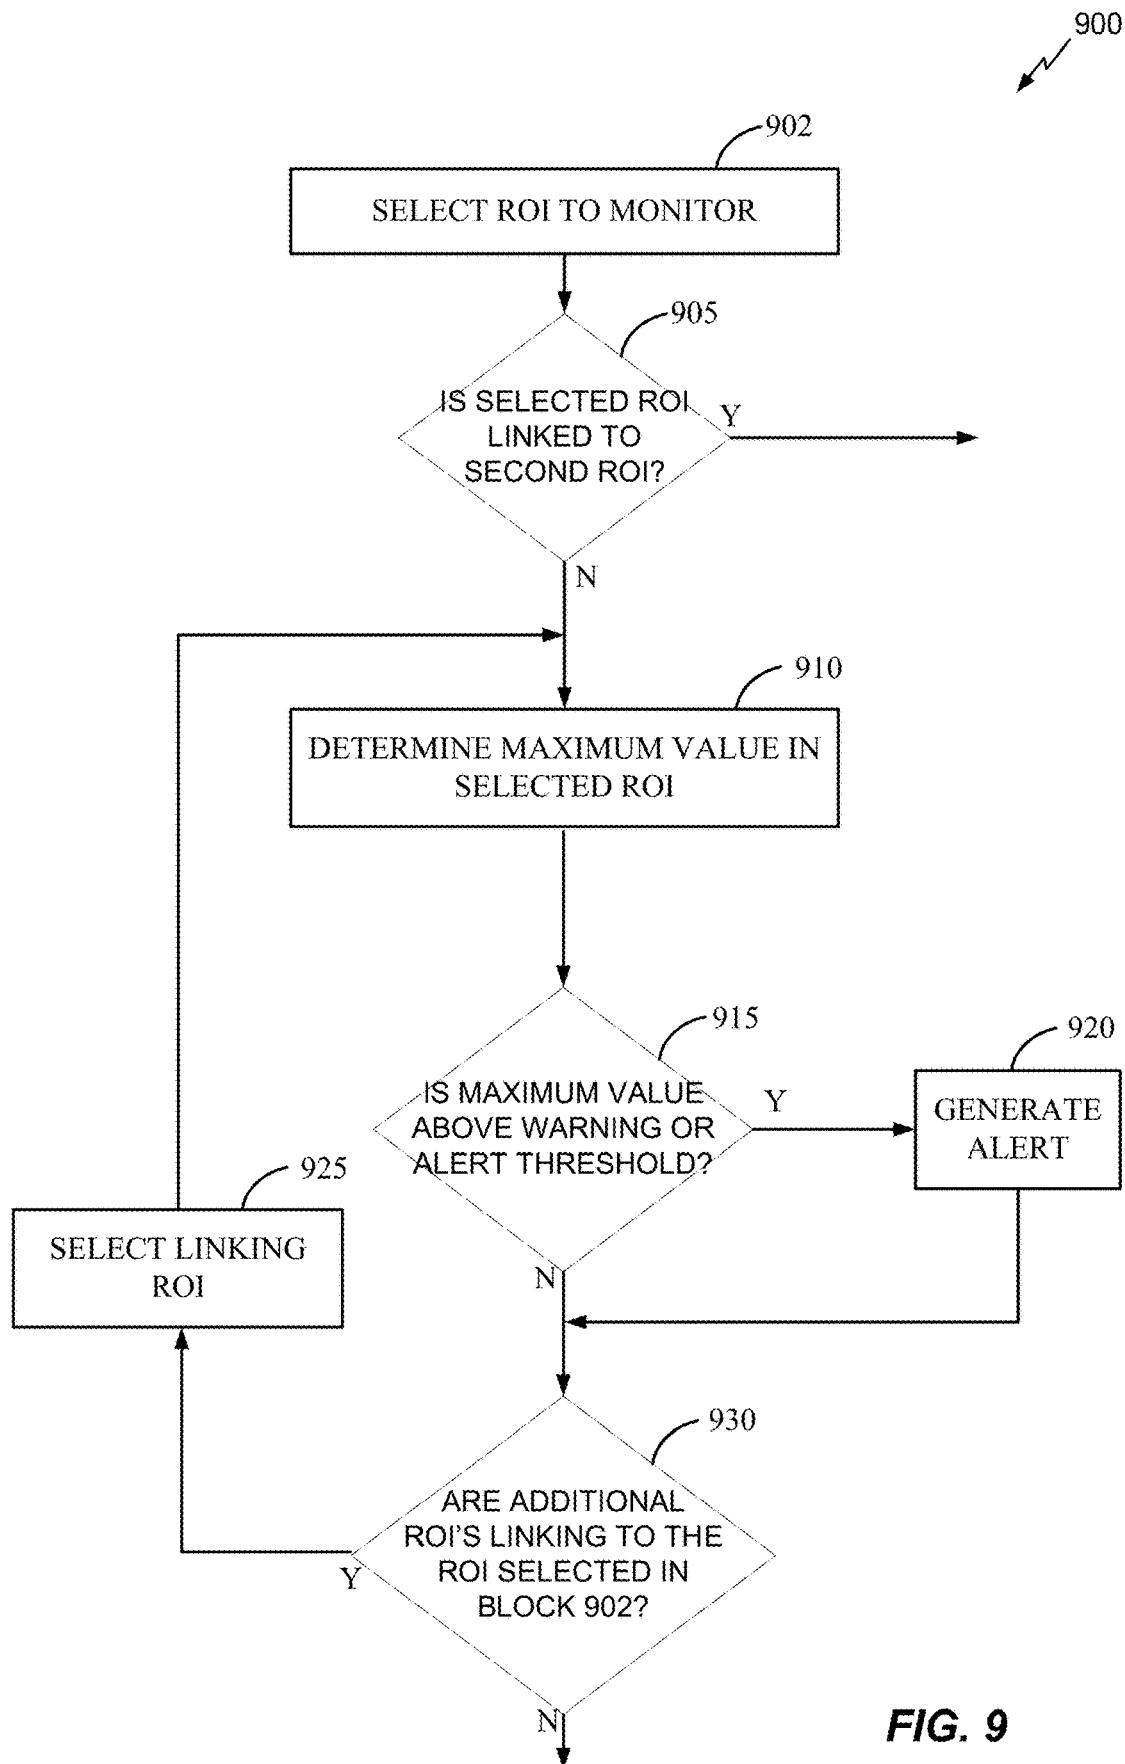 900
902
SELECT ROI TO MONITOR
905
IS SELECTED ROI
LINKED TO
SECOND ROI?
Y
N
910
DETERMINE MAXIMUM VALUE IN
SELECTED ROI
915
IS MAXIMUM VALUE
ABOVE WARNING OR
ALERT THRESHOLD?
Y
920
GENERATE
ALERT
925
SELECT LINKING
ROI
N
930
ARE ADDITIONAL
ROI'S LINKING TO THE
ROI SELECTED IN
BLOCK 902?
Y
N
FIG. 9